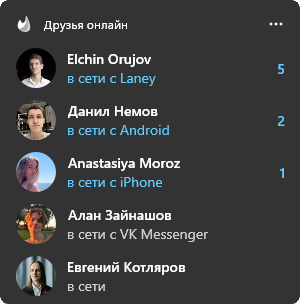 Друзья онлайн
Elchin Orujov
в сети с Laney
5
Данил Немов
в сети с Android
2
Anastasiya Moroz
в сети с iPhone
1
Алан Зайнашов
в сети с VK Messenger
Евгений Котляров
в сети